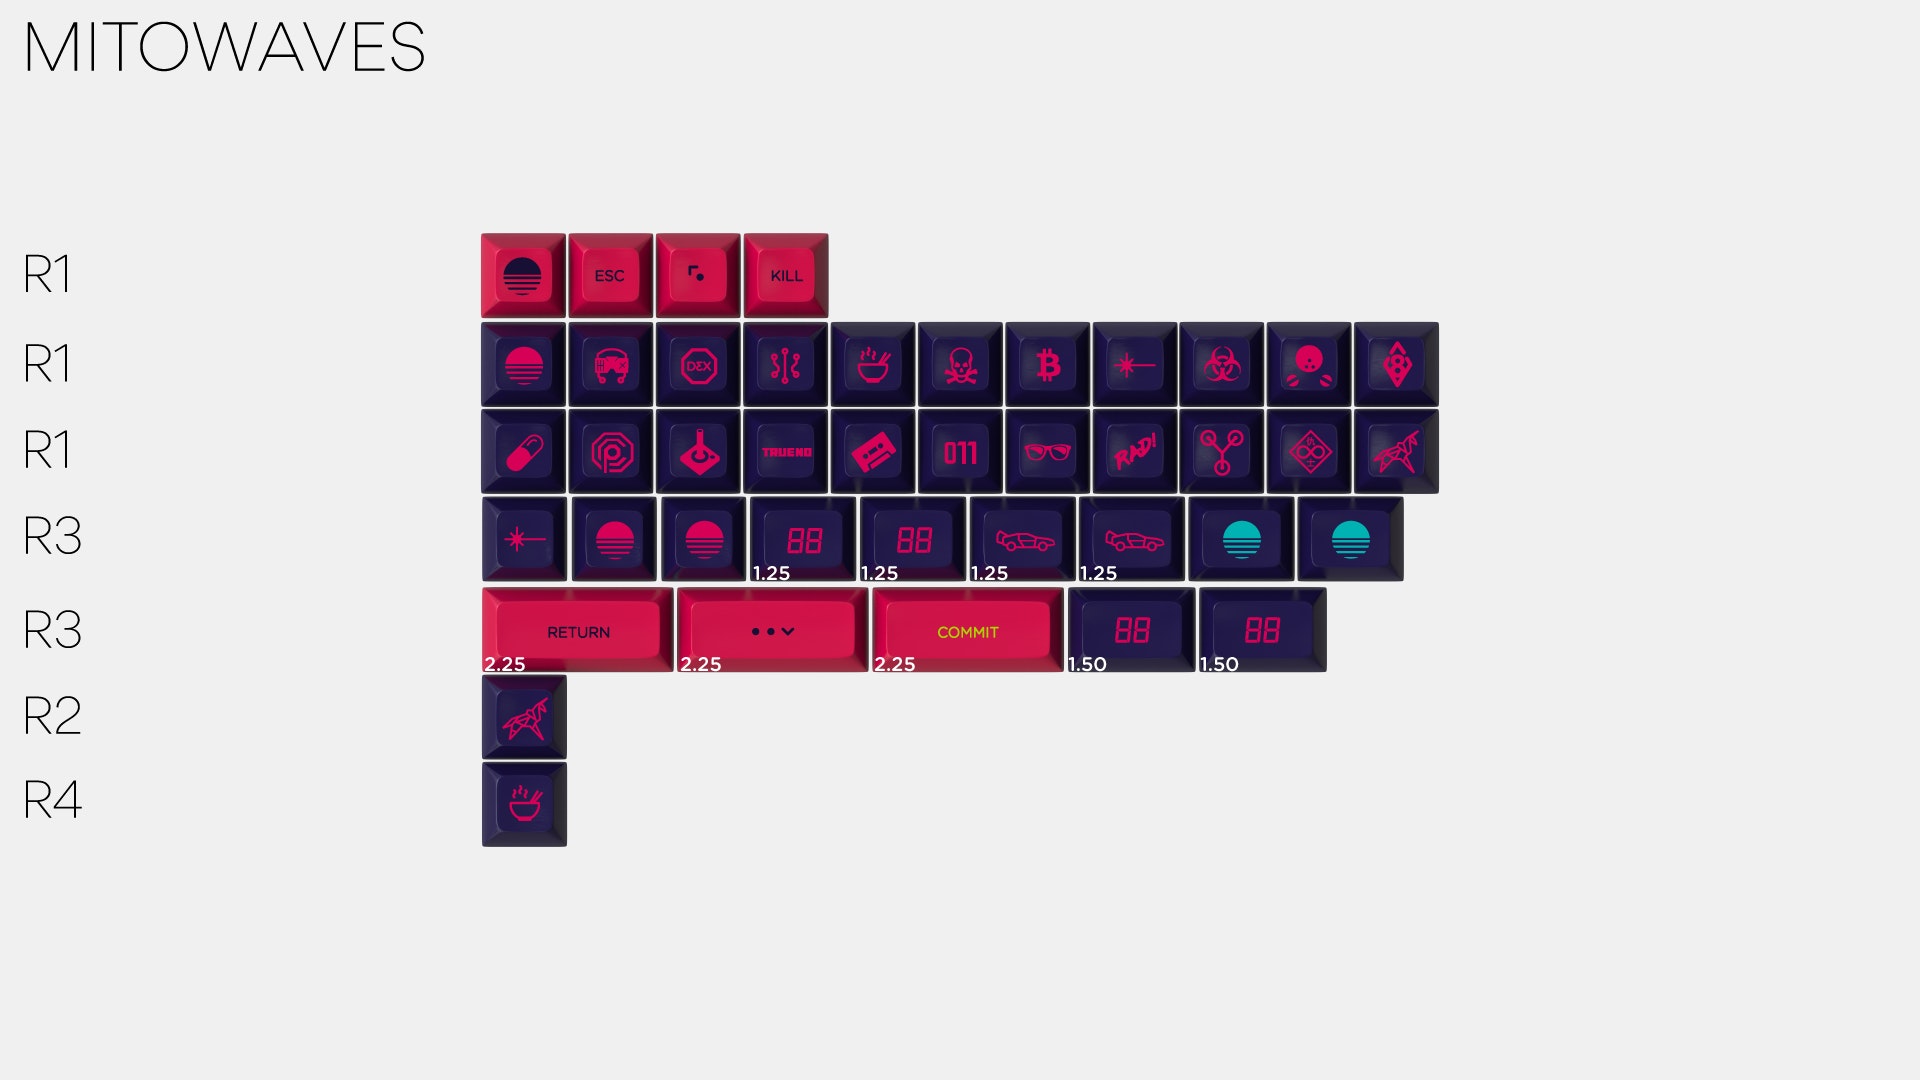 MITOWAVES
R1
ESC
KILL
R1
DEX
R1
TRUENO
011
RAD!
R3
88
88
1.25
1.25
1.25
1.25
R3
RETURN
COMMIT
88
88
2.25
2.25
2.25
1.50
1.50
R2
R4